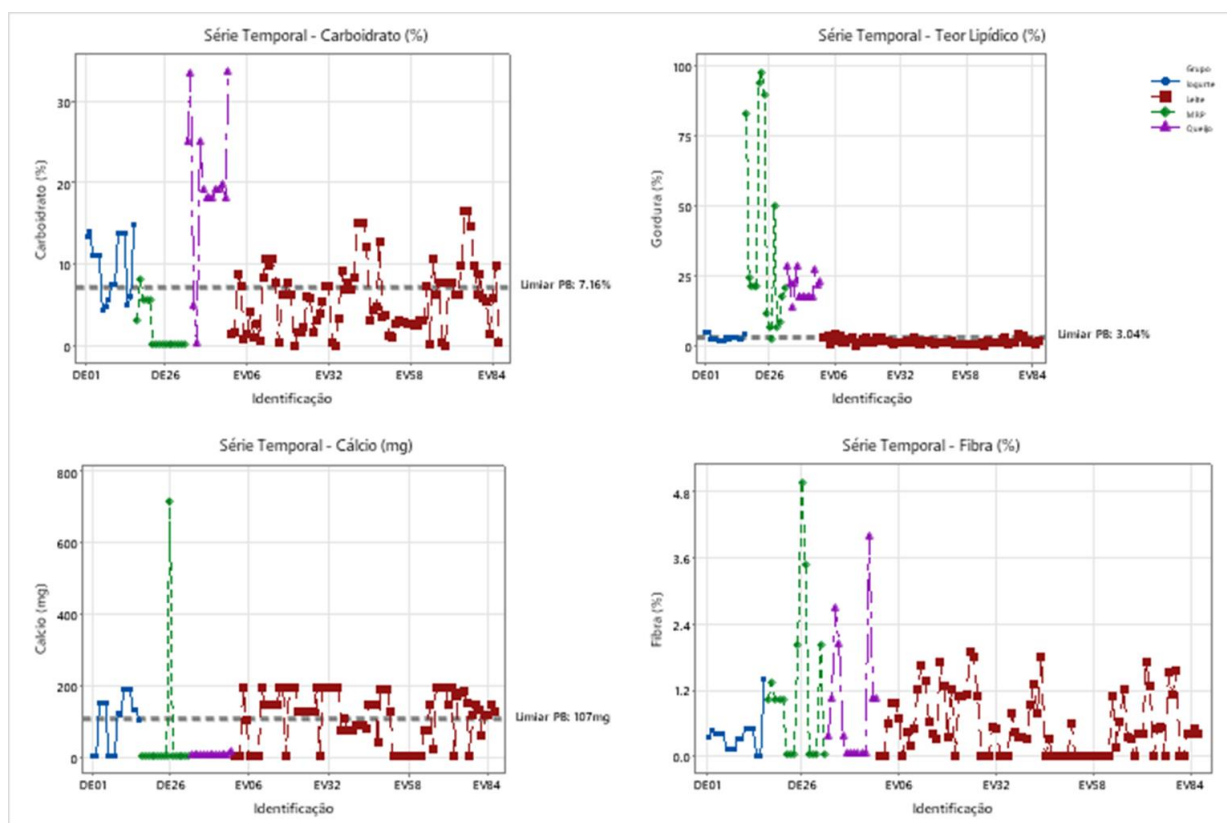 Série Temporal - Carboidrato (%)
Carboidrato (%)
30
20
10
0
DE01 DE26 EV06 EV32 EV58 EV84
Identificação
Limiar PB: 7.16%
Série Temporal - Teor Lipídico (%)
Gordura (%)
100
75
50
25
0
DE01 DE26 EV06 EV32 EV58 EV84
Identificação
Limiar PB: 3.04%
Grupo
Iogurte
Leite
MRP
Queijo
Série Temporal - Cálcio (mg)
Calcio (mg)
800
600
400
200
0
DE01 DE26 EV06 EV32 EV58 EV84
Identificação
Limiar PB: 107mg
Série Temporal - Fibra (%)
Fibra (%)
4.8
3.6
2.4
1.2
0.0
DE01 DE26 EV06 EV32 EV58 EV84
Identificação